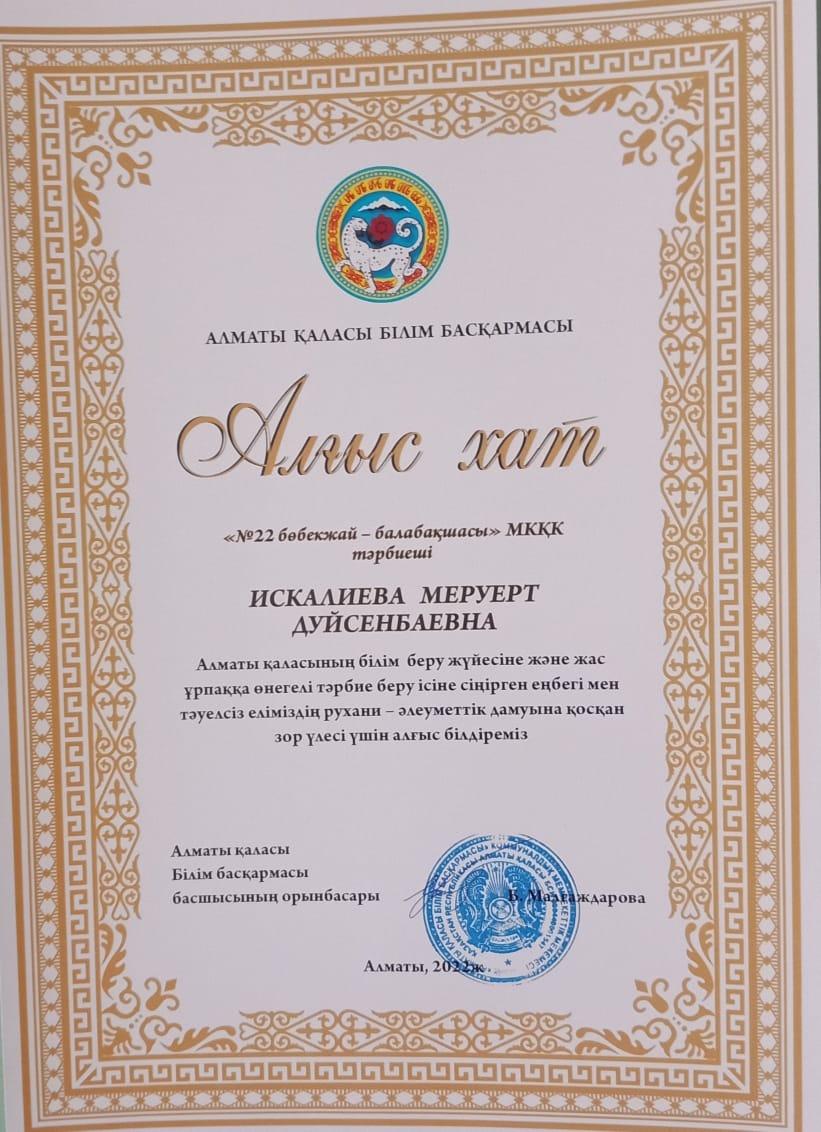 АЛМАТЫ ҚАЛАСЫ БІЛІМ БАСҚАРМАСЫ
Алғыс хат
«№22 бөбекжай – балабақшасы» МКҚК
тәрбиеші
ИСКАЛИЕВА МЕРУЕРТ
ДУЙСЕНБАЕВНА
Алматы қаласының білім беру жүйесіне және жас
ұрпаққа өнегелі тәрбие беру ісіне сіңірген еңбегі мен
тәуелсіз еліміздің рухани – әлеуметтік дамуына қосқан
зор үлесі үшін алғыс білдіреміз
Алматы қаласы
Білім басқармасы
басшысының орынбасары
Б. Малғаждарова
Алматы, 2022ж